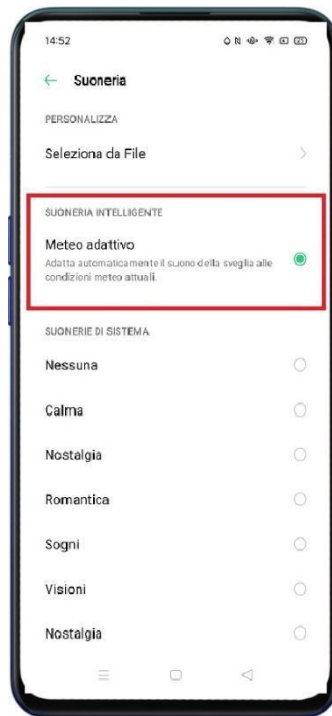 14:52
Suoneria
PERSONALIZZA
Seleziona da File
SUONERIA INTELLIGENTE
Meteo adattivo
Adatta automaticamente il suono della sveglia alle
condizioni meteo attuali.
SUONERIE DI SISTEMA
Nessuna
Calma
Nostalgia
Romantica
Sogni
Visioni
Nostalgia